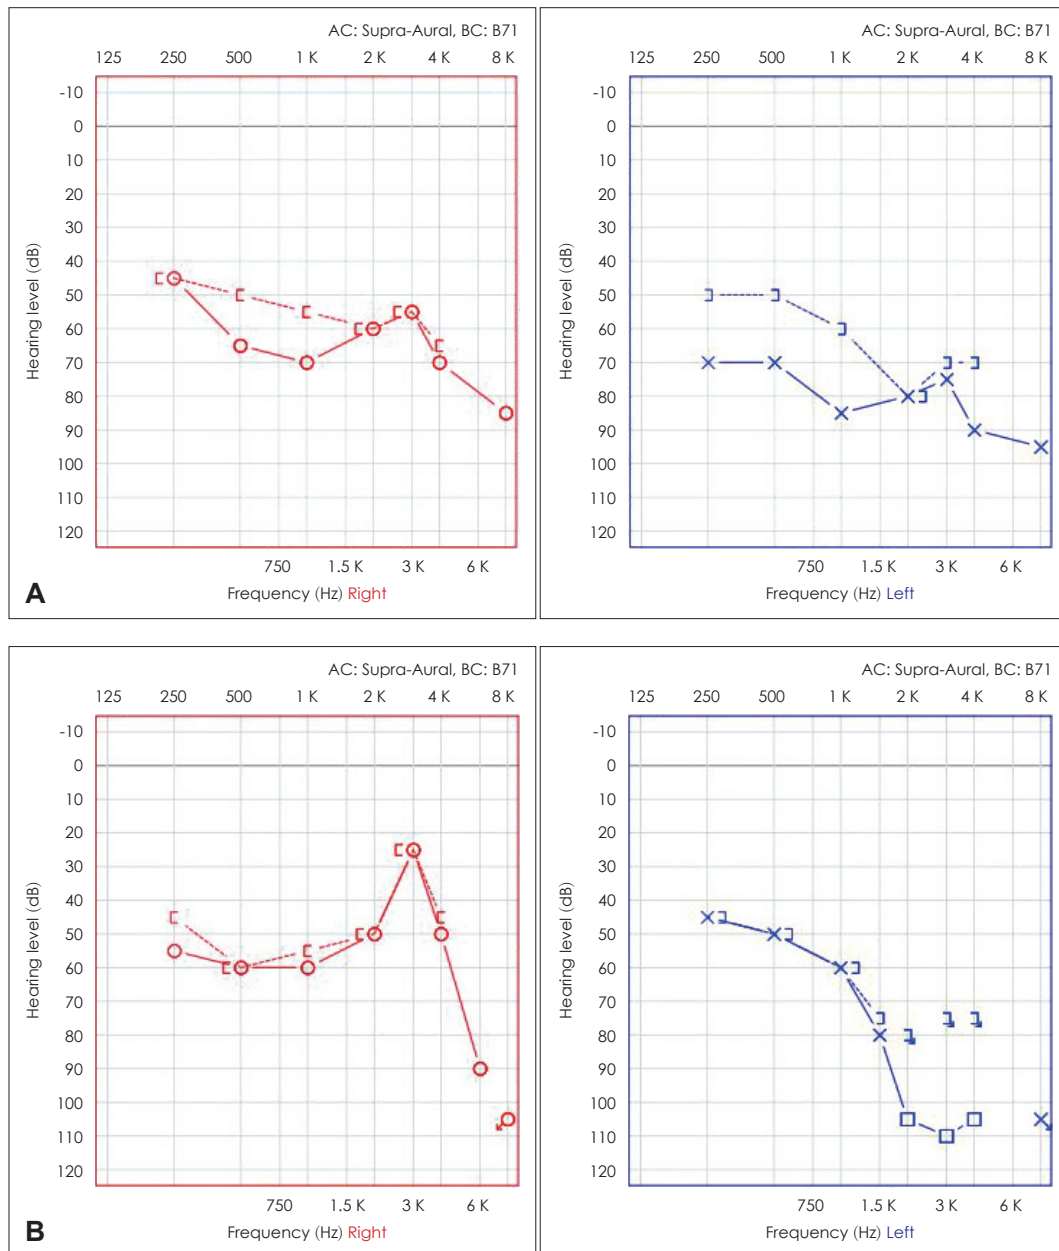 AC: Supra-Aural, BC: B71
125 250 500 1 K 2 K 4 K 8 K
-10
0
10
20
30
40
50
60
70
80
90
100
110
120
Hearing level (dB)
750 1.5 K 3 K 6 K
Frequency (Hz) Right
A
AC: Supra-Aural, BC: B71
125 250 500 1 K 2 K 4 K 8 K
-10
0
10
20
30
40
50
60
70
80
90
100
110
120
Hearing level (dB)
750 1.5 K 3 K 6 K
Frequency (Hz) Left
AC: Supra-Aural, BC: B71
125 250 500 1 K 2 K 4 K 8 K
-10
0
10
20
30
40
50
60
70
80
90
100
110
120
Hearing level (dB)
750 1.5 K 3 K 6 K
Frequency (Hz) Right
B
AC: Supra-Aural, BC: B71
125 250 500 1 K 2 K 4 K 8 K
-10
0
10
20
30
40
50
60
70
80
90
100
110
120
Hearing level (dB)
750 1.5 K 3 K 6 K
Frequency (Hz) Left